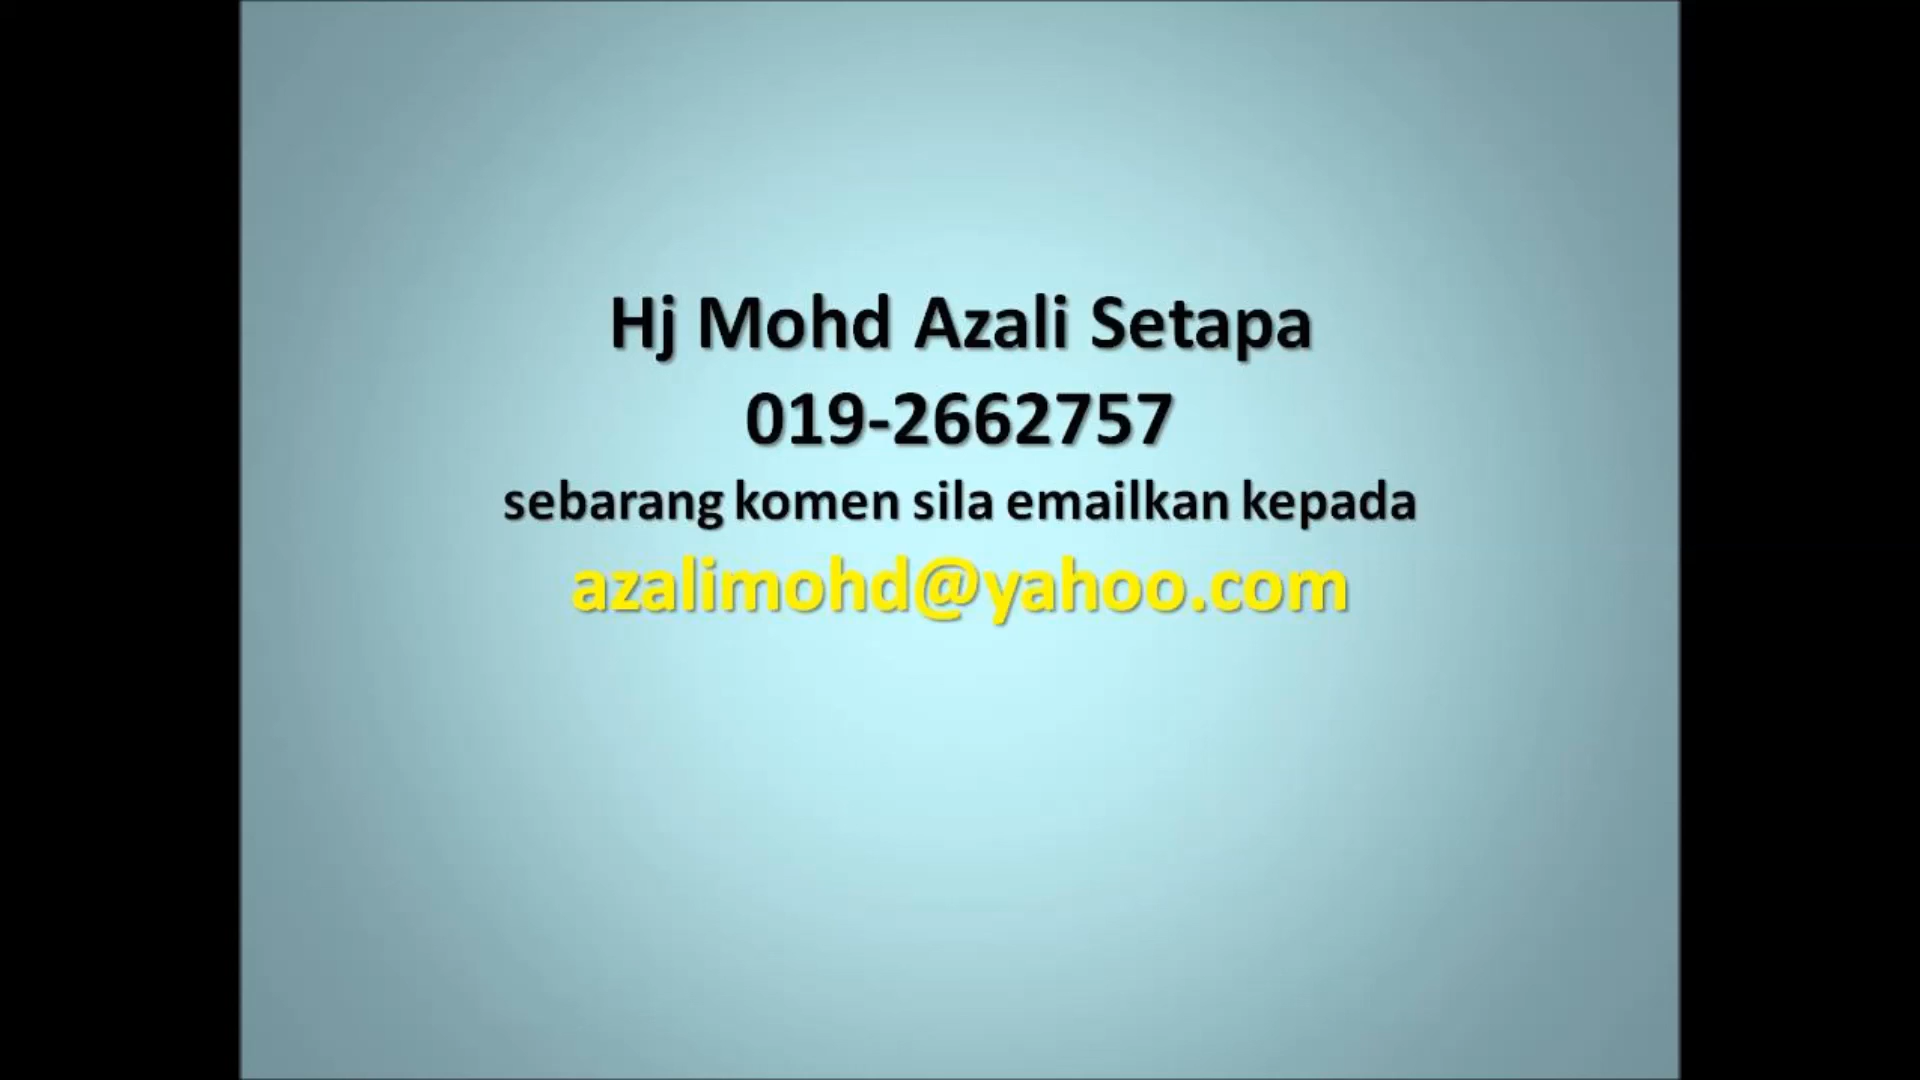 Hj Mohd Azali Setapa
019-2662757
sebarang komen sila emailkan kepada
azalimohd@yahoo.com